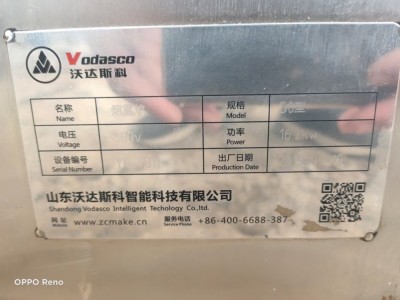 Vodasco
沃达斯科
名称 规格
Name Model
电压 功率
Voltage Power
设备编号 出厂日期
Serial Number Production Date
山东沃达斯科智能科技有限公司
Shandong Vodasco Intelligent Technology Co.,Ltd
网址 www.zcmake.cn 服务电话 +86-400-6688-387
Website Service Phone
OPPO Reno